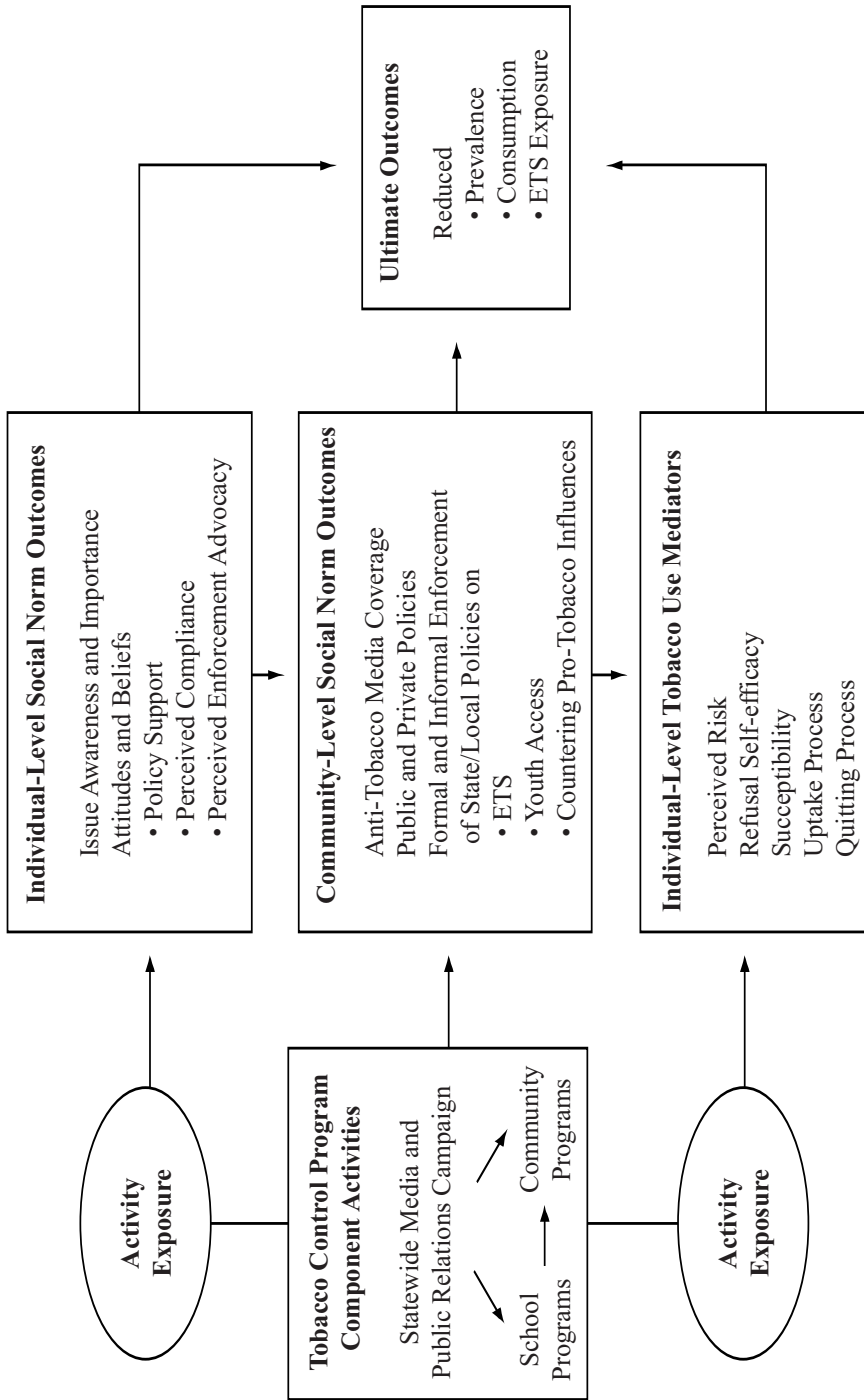 Activity
Exposure
Tobacco Control Program
Component Activities
Statewide Media and
Public Relations Campaign
School
Programs
Community
Programs
Activity
Exposure
Individual-Level Social Norm Outcomes
Issue Awareness and Importance
Attitudes and Beliefs
• Policy Support
• Perceived Compliance
• Perceived Enforcement Advocacy
Community-Level Social Norm Outcomes
Anti-Tobacco Media Coverage
Public and Private Policies
Formal and Informal Enforcement
of State/Local Policies on
• ETS
• Youth Access
• Countering Pro-Tobacco Influences
Individual-Level Tobacco Use Mediators
Perceived Risk
Refusal Self-efficacy
Succeptibility
Uptake Process
Quitting Process
Ultimate Outcomes
Reduced
• Prevalence
• Consumption
• ETS Exposure